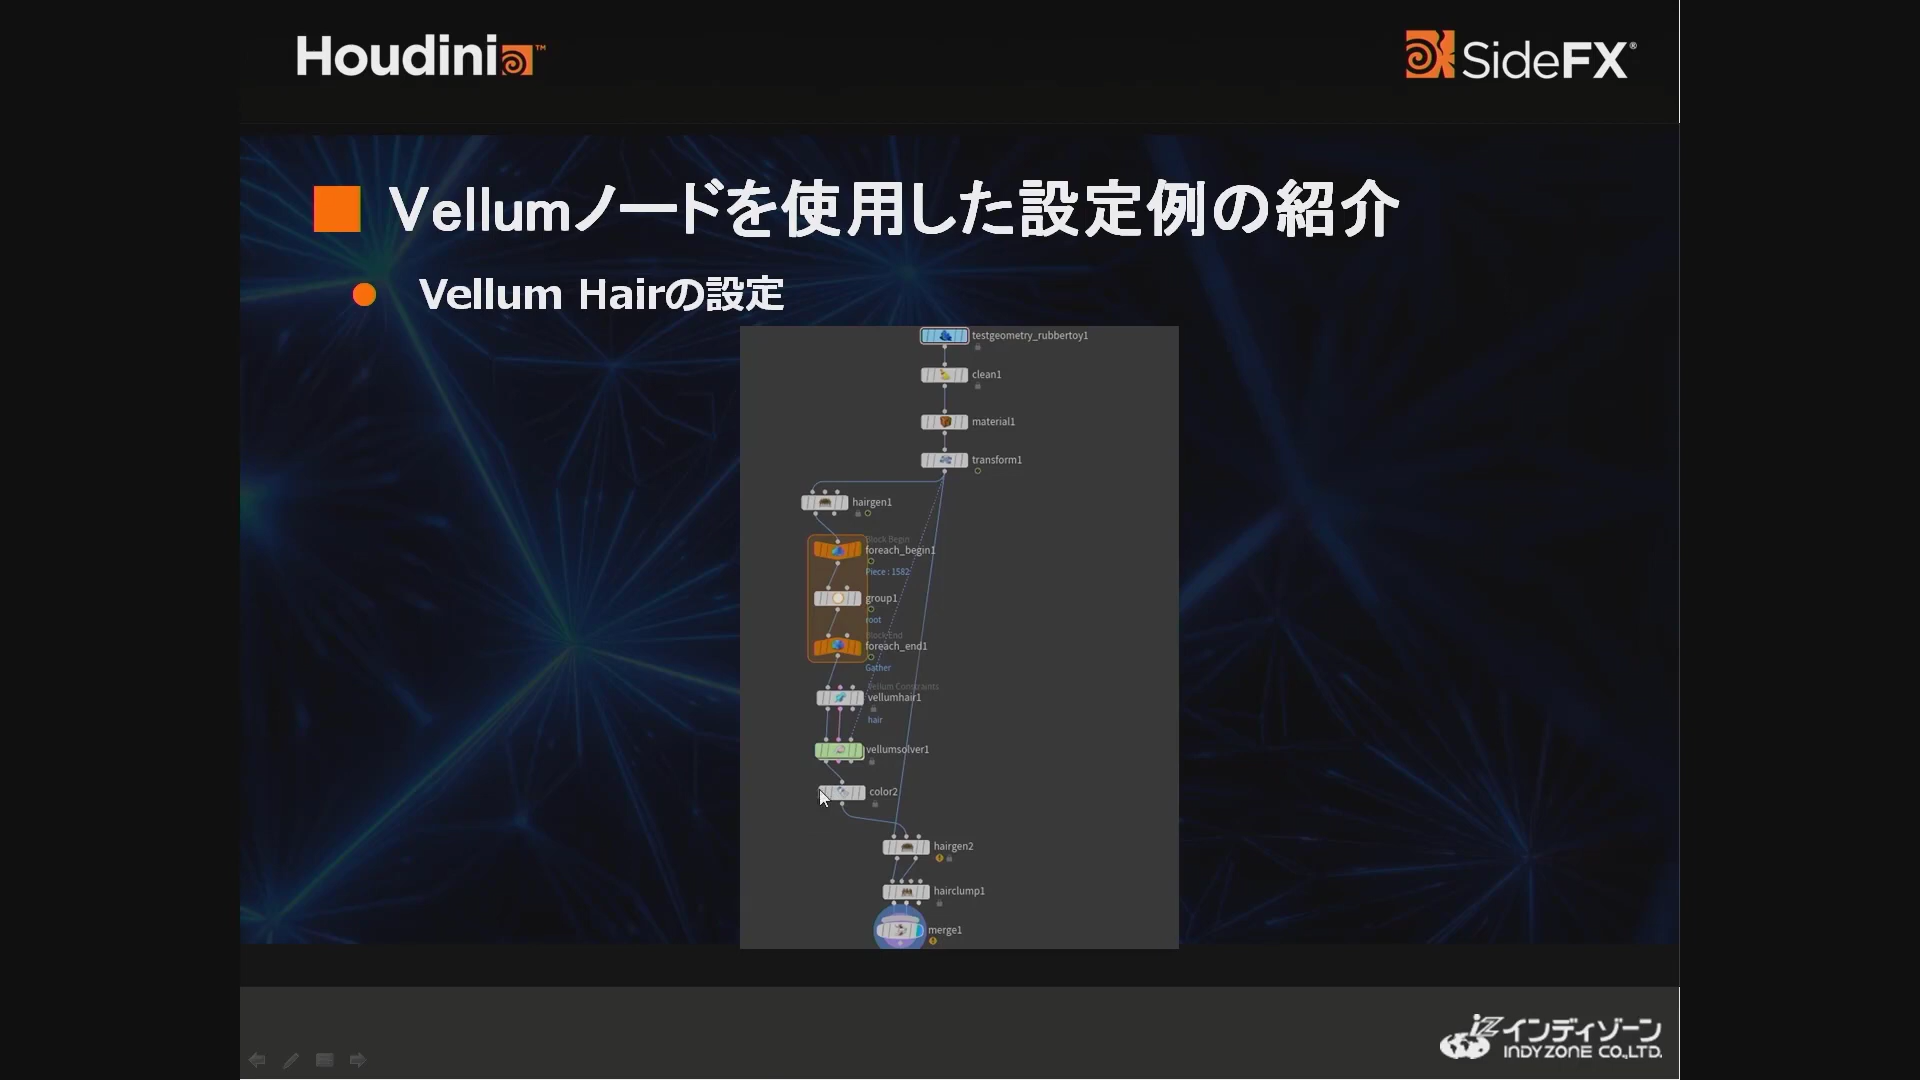 Houdini™
SideFX®
Vellumノードを使用した設定例の紹介
Vellum Hairの設定
testgeometry_rubbertoy1
clean1
material1
transform1
hairgen1
Block Begin
foreach_begin1
Piece : 1582
group1
root
Block End
foreach_end1
Gather
Vellum Constraints
vellumhair1
hair
vellumsolver1
color2
hairgen2
hairclump1
merge1
インディゾーン
INDYZONE CO.,LTD.